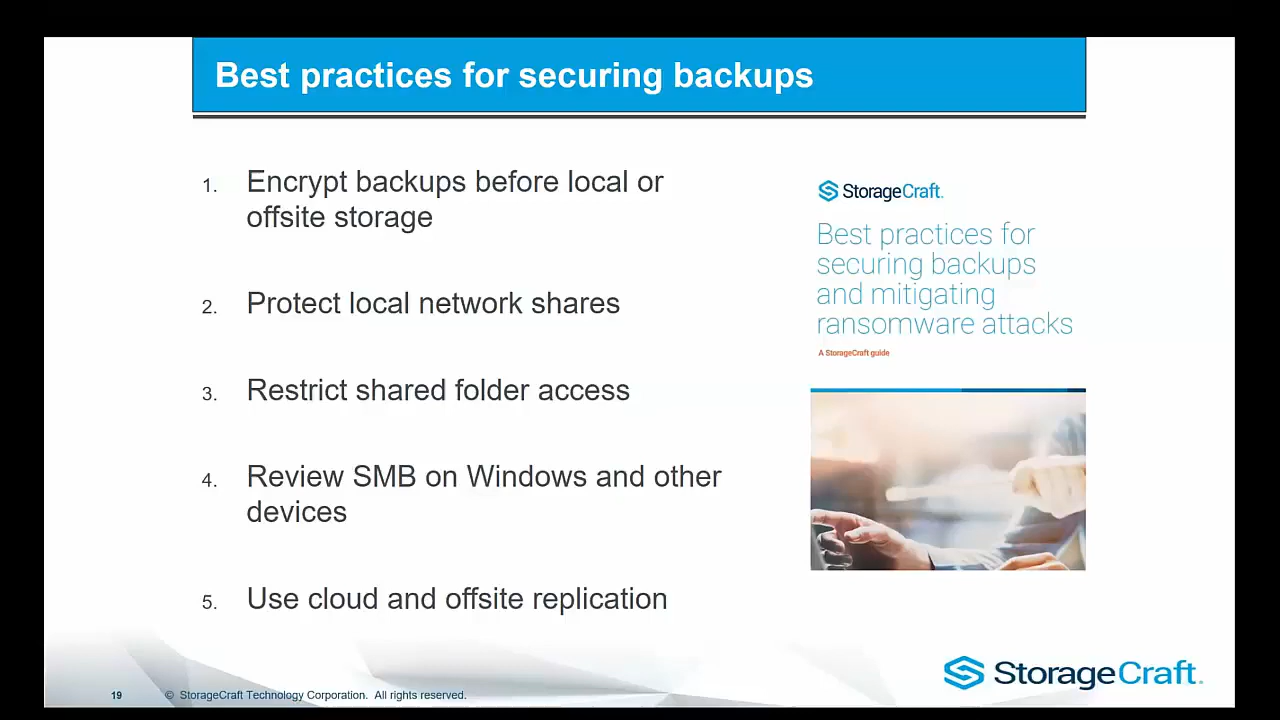 Best practices for securing backups
1. Encrypt backups before local or
offsite storage
2. Protect local network shares
3. Restrict shared folder access
4. Review SMB on Windows and other
devices
5. Use cloud and offsite replication
StorageCraft.
Best practices for
securing backups
and mitigating
ransomware attacks
A StorageCraft guide
19 © StorageCraft Technology Corporation. All rights reserved.
StorageCraft.